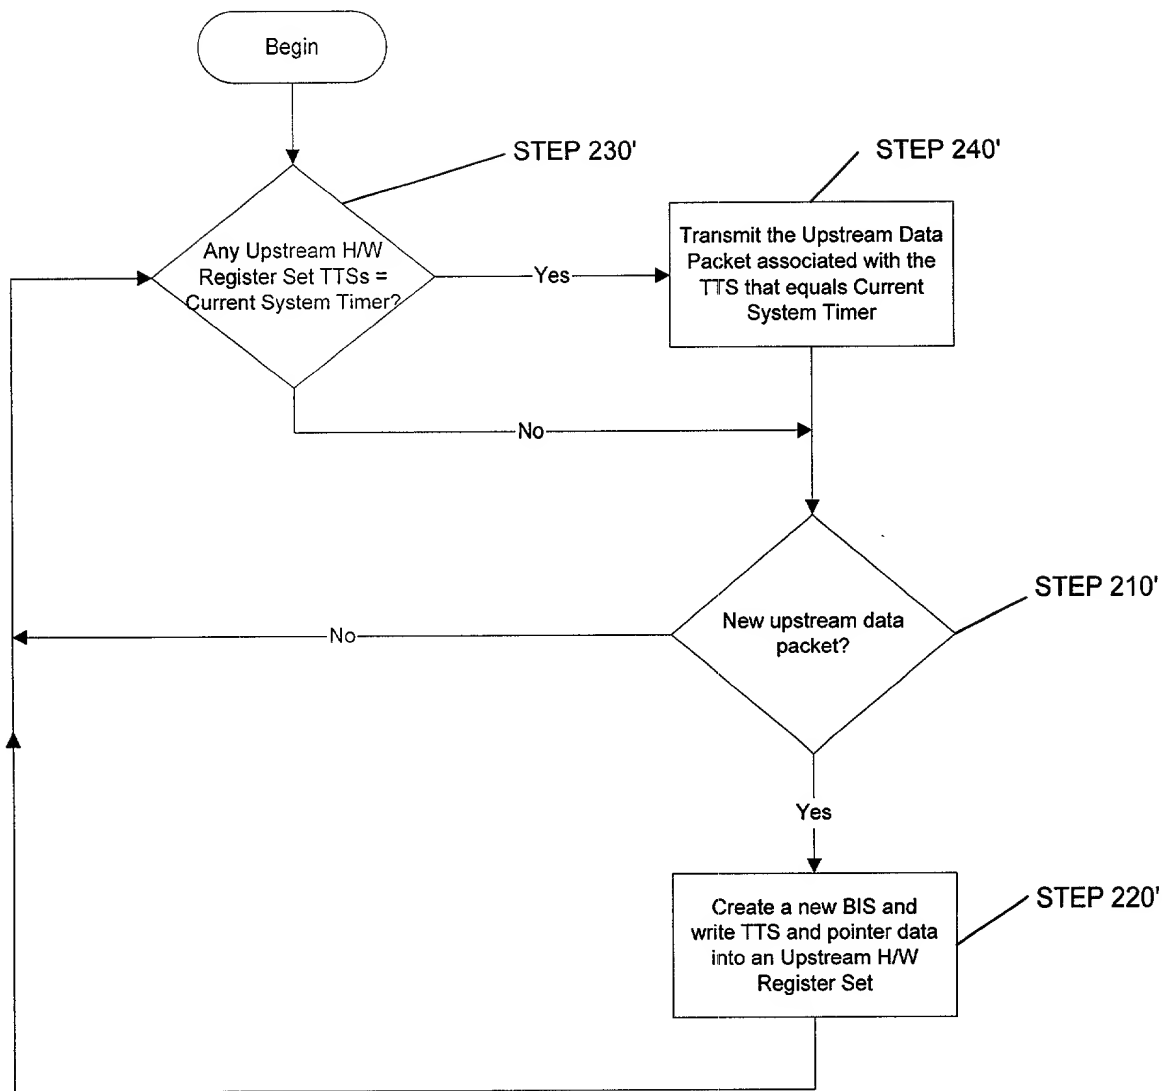 Begin
STEP 230'
STEP 240'
Any Upstream H/W
Register Set TTSs =
Current System Timer?
Yes
Transmit the Upstream Data
Packet associated with the
TTS that equals Current
System Timer
No
STEP 210'
New upstream data
packet?
No
Yes
STEP 220'
Create a new BIS and
write TTS and pointer data
into an Upstream H/W
Register Set